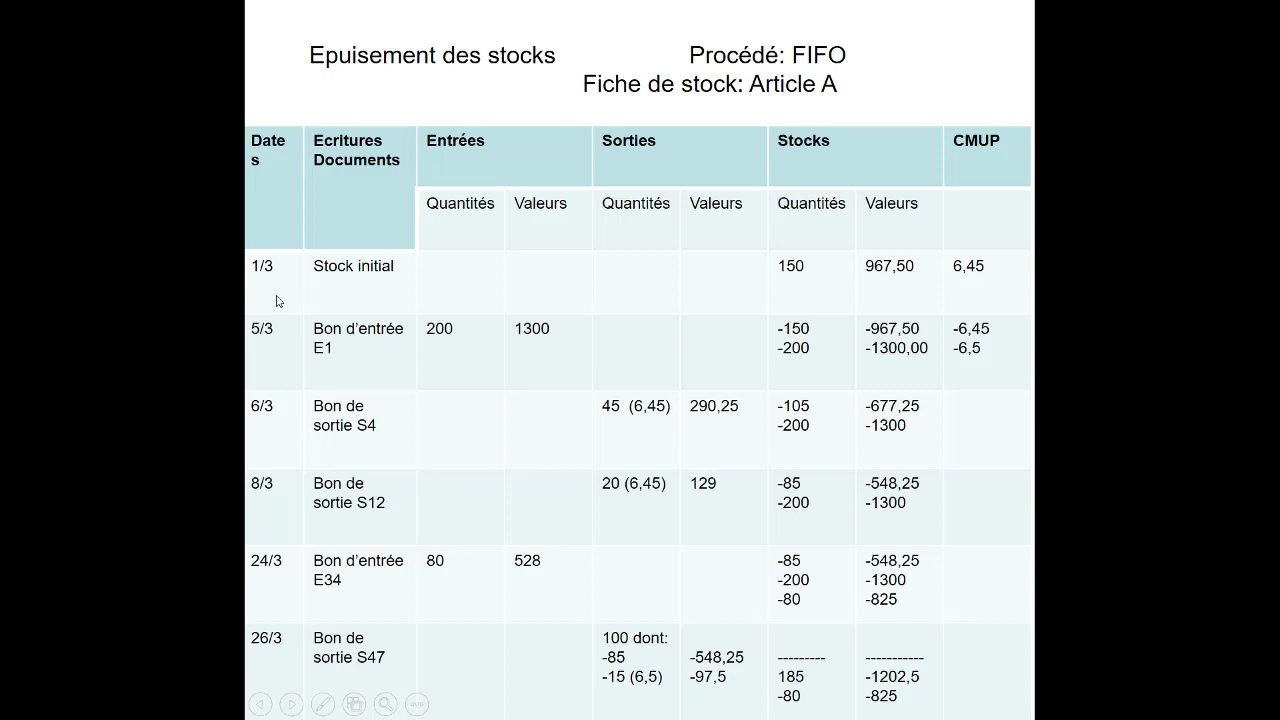 Epuisement des stocks Procédé: FIFO
Fiche de stock: Article A
Date
s
Ecritures
Documents
Entrées
Sorties
Stocks
CMUP
Quantités Valeurs Quantités Valeurs Quantités Valeurs
1/3 Stock initial 150 967,50 6,45
5/3 Bon d’entrée 200 1300 -150 -967,50 -6,45
E1 -200 -1300,00 -6,5
6/3 Bon de 45 (6,45) 290,25 -105 -677,25
sortie S4 -200 -1300
8/3 Bon de 20 (6,45) 129 -85 -548,25
sortie S12 -200 -1300
24/3 Bon d’entrée 80 528 -85 -548,25
E34 -200 -1300
-80 -825
26/3 Bon de 100 dont:
sortie S47 -85 -548,25 --------- -----------
-15 (6,5) -97,5 185 -1202,5
-80 -825